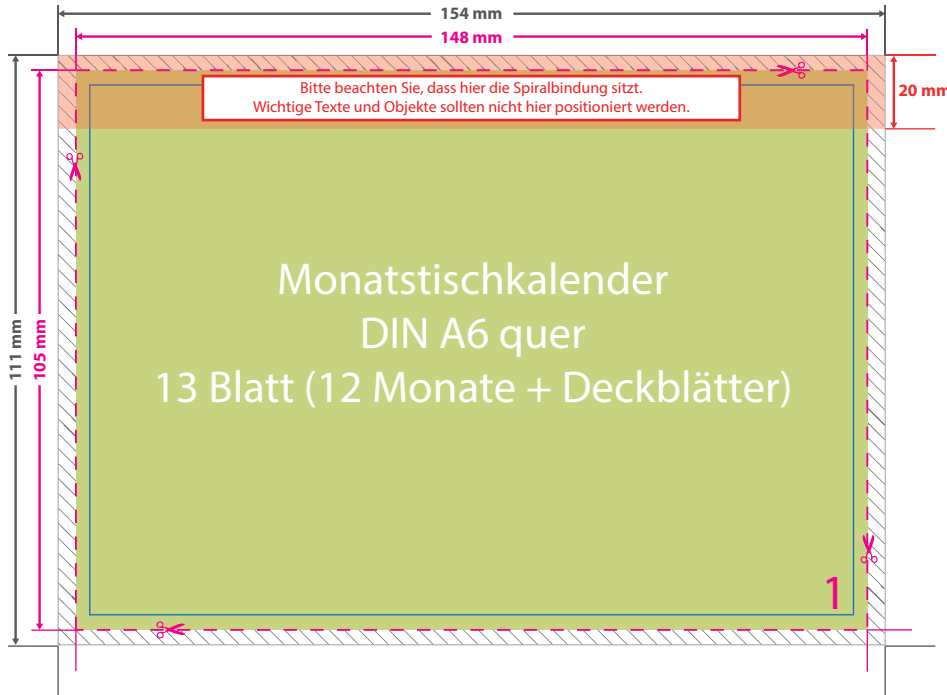 154 mm
148 mm
Bitte beachten Sie, dass hier die Spiralbindung sitzt.
Wichtige Texte und Objekte sollten nicht hier positioniert werden.
20 mm
111 mm
105 mm
Monatstischkalender
DIN A6 quer
13 Blatt (12 Monate + Deckblätter)
1